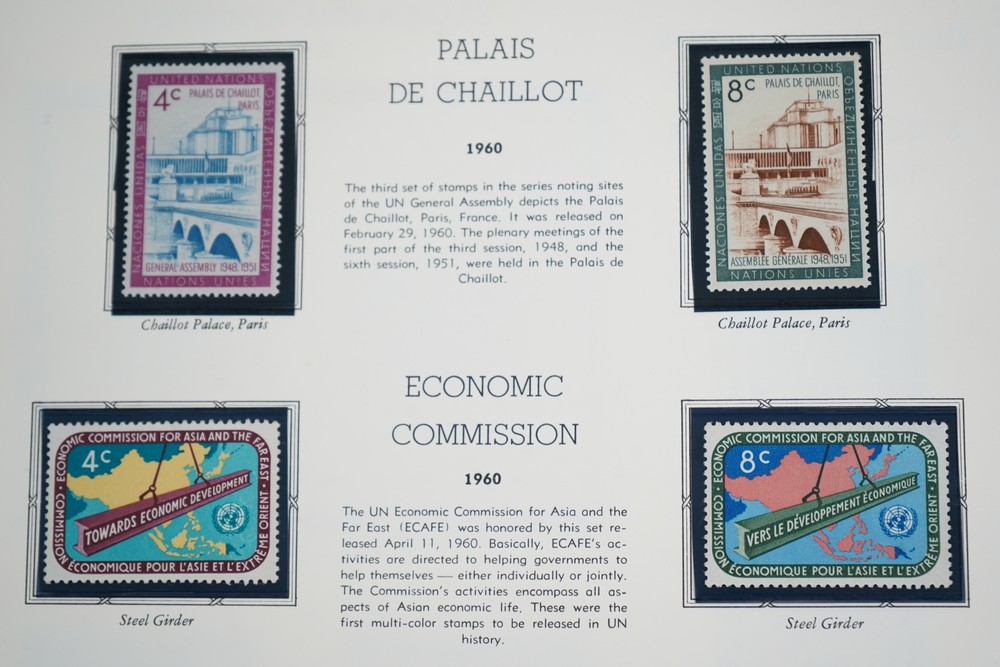 PALAIS
DE CHAILLOT
1960
The third set of stamps in the series noting sites
of the UN General Assembly depicts the Palais
de Chaillot, Paris, France. It was released on
February 29, 1960. The plenary meetings of the
first part of the third session, 1948, and the
sixth session, 1951, were held in the Palais de
Chaillot.
UNITED NATIONS
4c
PALAIS DE CHAILLOT,
PARIS
NACIONES UNIDAS
ОБЪЕДИНЕННЫЕ НАЦИИ
GENERAL ASSEMBLY 1948, 1951
NATIONS UNIES
Chaillot Palace, Paris
UNITED NATIONS
8c
PALAIS DE CHAILLOT,
PARIS
NACIONES UNIDAS
ОБЪЕДИНЕННЫЕ НАЦИИ
ASSEMBLÉE GÉNÉRALE 1948, 1951
NATIONS UNIES
Chaillot Palace, Paris
ECONOMIC
COMMISSION
1960
The UN Economic Commission for Asia and the
Far East (ECAFE) was honored by this set re-
leased April 11, 1960. Basically, ECAFE's ac-
tivities are directed to helping governments to
help themselves — either individually or jointly.
The Commission's activities encompass all as-
pects of Asian economic life. These were the
first multi-color stamps to be released in UN
history.
ECONOMIC COMMISSION FOR ASIA AND THE FAR EAST
4c
TOWARDS ECONOMIC DEVELOPMENT
COMMISSION ÉCONOMIQUE POUR L'ASIE ET L'EXTRÊME ORIENT
Steel Girder
ECONOMIC COMMISSION FOR ASIA AND THE FAR EAST
8c
VERS LE DÉVELOPPEMENT ÉCONOMIQUE
COMMISSION ÉCONOMIQUE POUR L'ASIE ET L'EXTRÊME ORIENT
Steel Girder